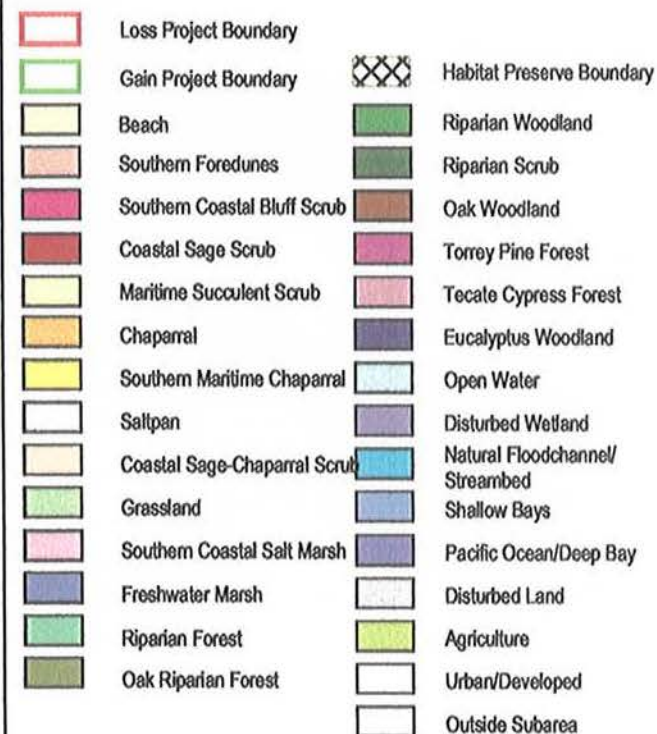 Loss Project Boundary
Gain Project Boundary
Beach
Southern Foredunes
Southern Coastal Bluff Scrub
Coastal Sage Scrub
Maritime Succulent Scrub
Chaparral
Southern Maritime Chaparral
Saltpan
Coastal Sage-Chaparral Scrub
Grassland
Southern Coastal Salt Marsh
Freshwater Marsh
Riparian Forest
Oak Riparian Forest
Habitat Preserve Boundary
Riparian Woodland
Riparian Scrub
Oak Woodland
Torrey Pine Forest
Tecate Cypress Forest
Eucalyptus Woodland
Open Water
Disturbed Wetland
Natural Floodchannel/
Streambed
Shallow Bays
Pacific Ocean/Deep Bay
Disturbed Land
Agriculture
Urban/Developed
Outside Subarea